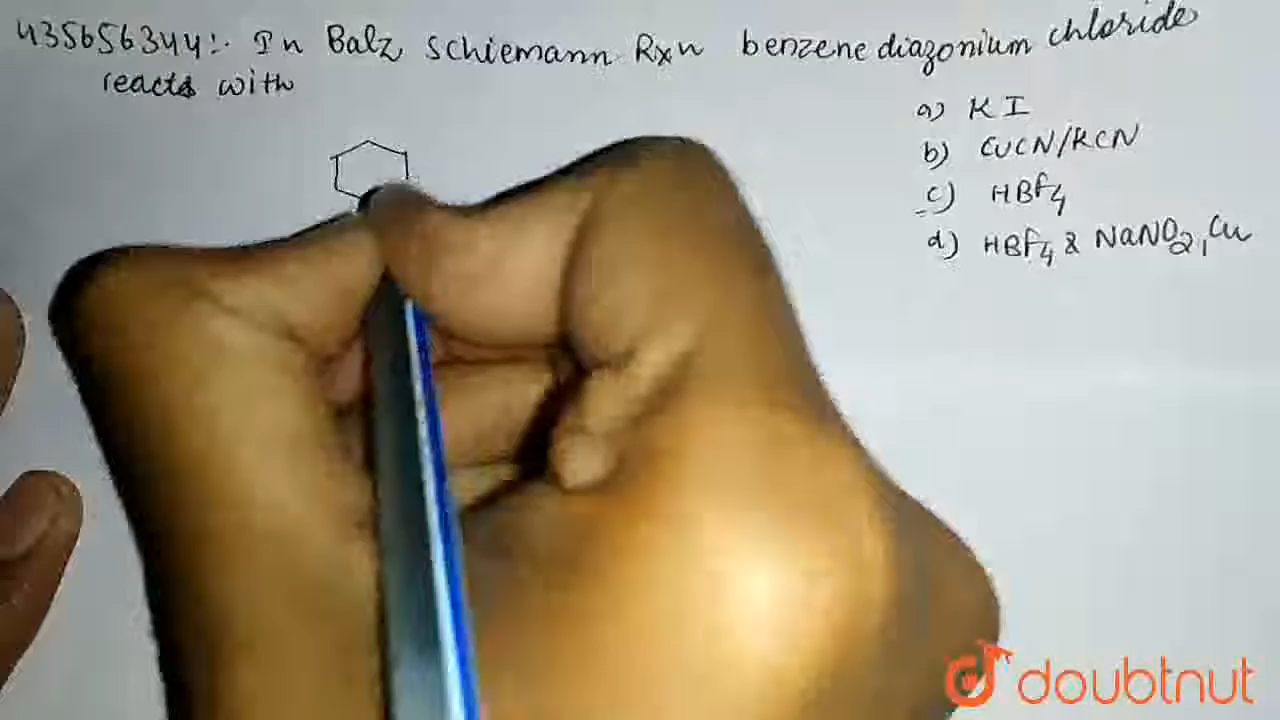 435656344:. In Balz Schiemann Rxn benzene diazonium chloride
reacts with
a) KI
b) CuCN/KCN
c) HBF4
d) HBF4 & NaNO2, Cu
doubtnut